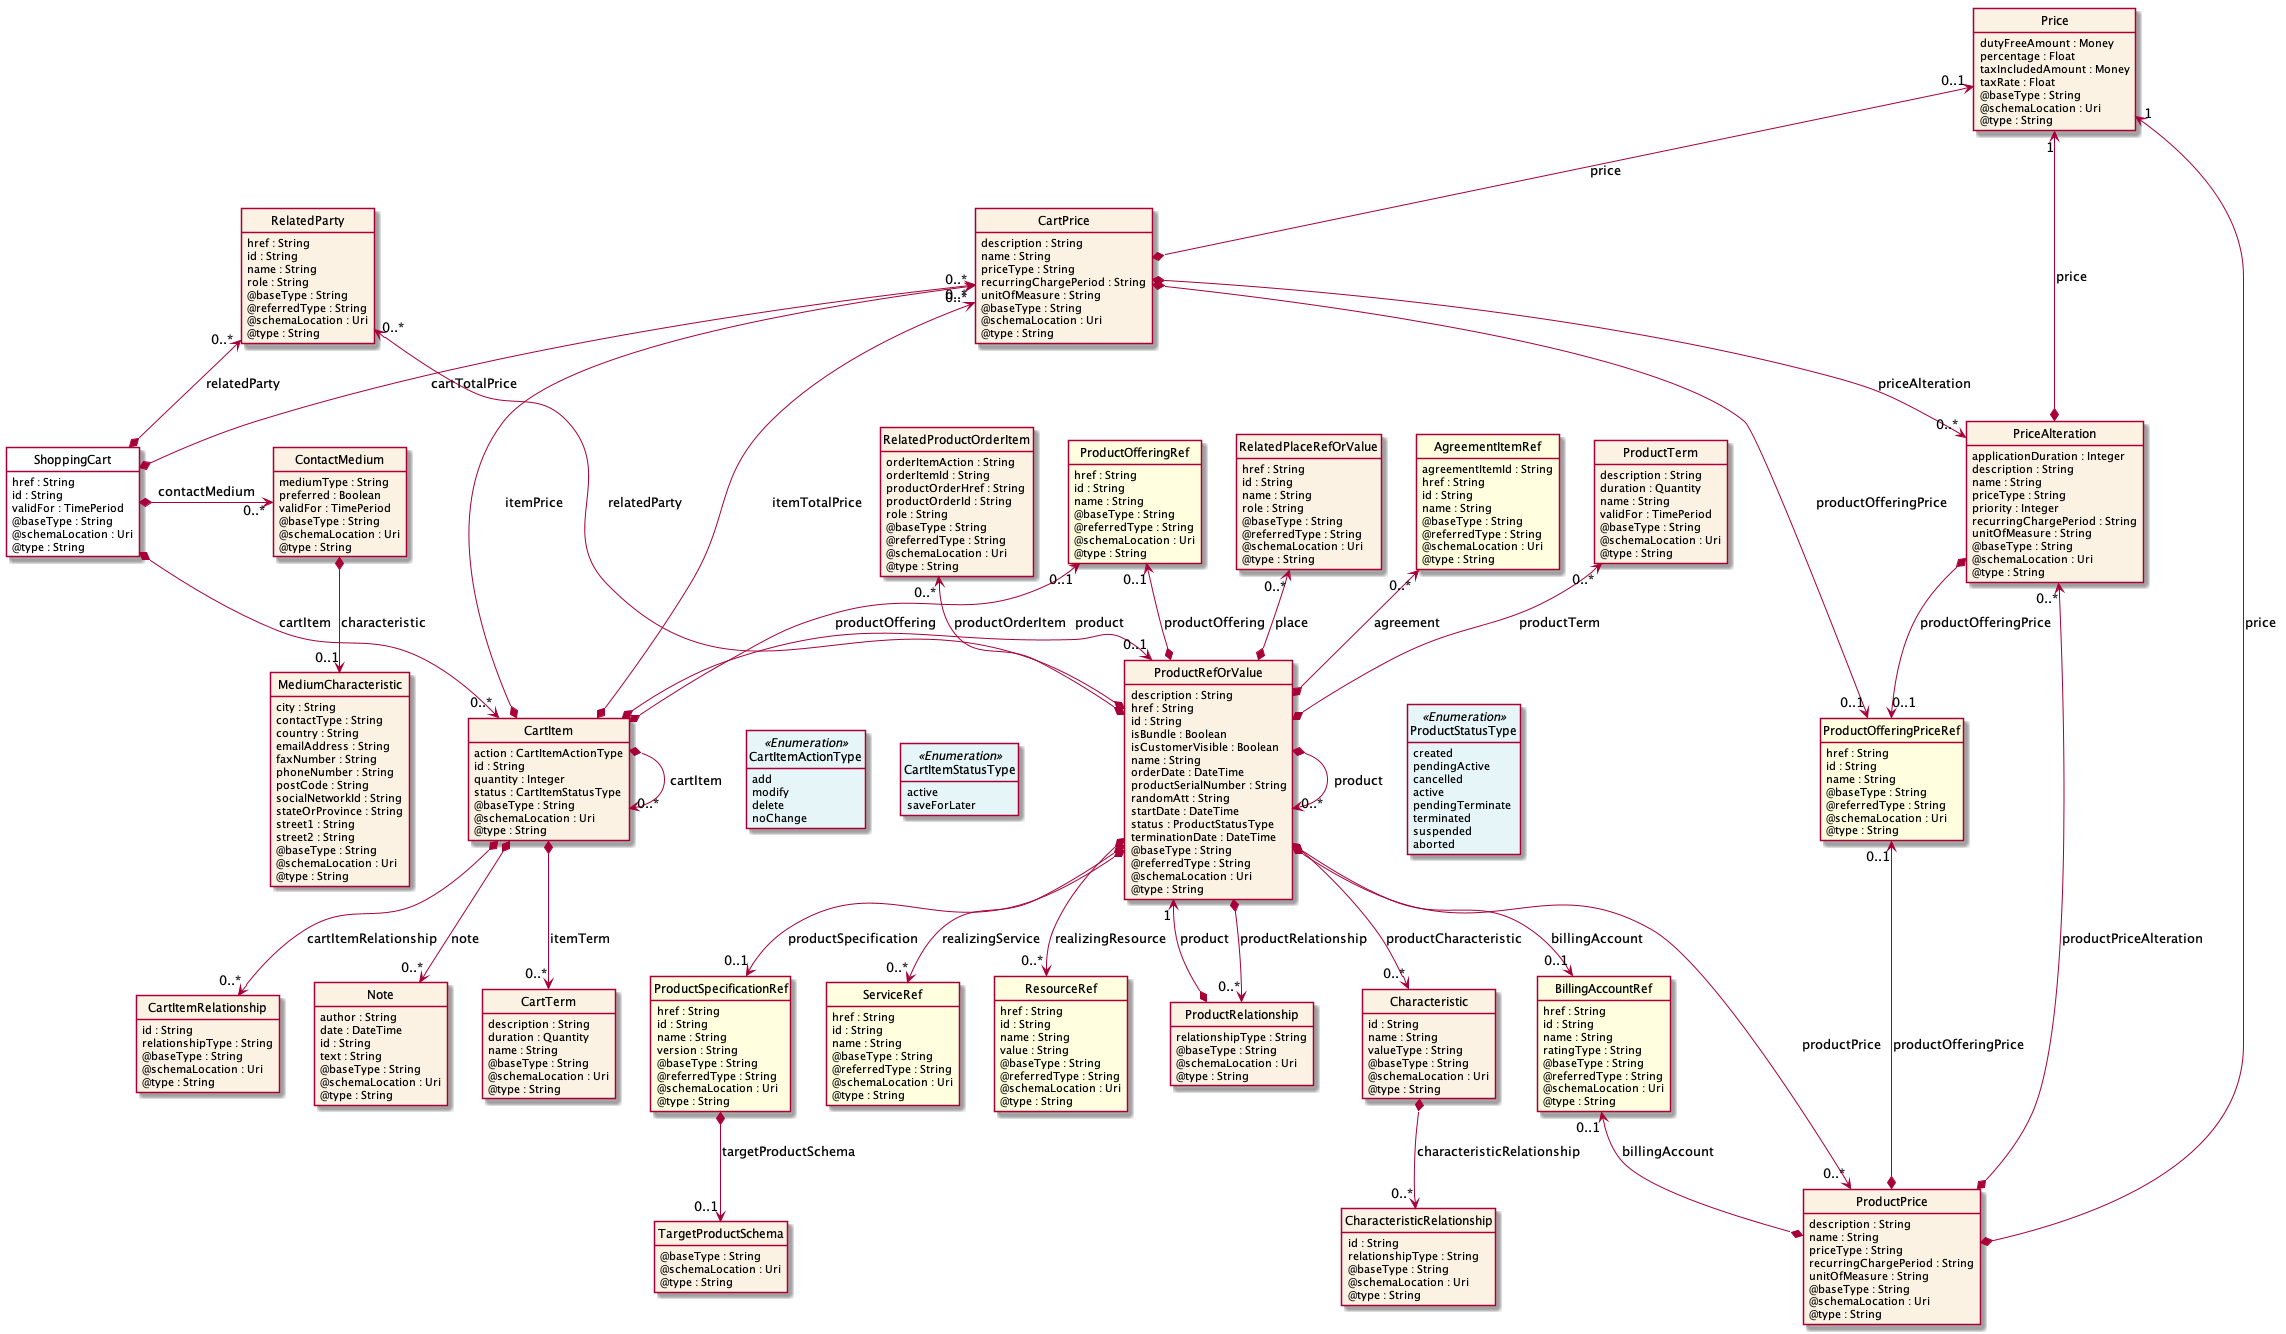 Price
dutyFreeAmount : Money
percentage : Float
taxIncludedAmount : Money
taxRate : Float
@baseType : String
@schemaLocation : Uri
@type : String
0..1
1
1
price
price
price
RelatedParty
href : String
id : String
name : String
role : String
@baseType : String
@referredType : String
@schemaLocation : Uri
@type : String
0..*
0..*
relatedParty
relatedParty
CartPrice
description : String
name : String
priceType : String
recurringChargePeriod : String
unitOfMeasure : String
@baseType : String
@schemaLocation : Uri
@type : String
0..*
0..*
cartTotalPrice
itemPrice
itemTotalPrice
priceAlteration
0..*
productOfferingPrice
ShoppingCart
href : String
id : String
validFor : TimePeriod
@baseType : String
@schemaLocation : Uri
@type : String
contactMedium
0..*
ContactMedium
mediumType : String
preferred : Boolean
validFor : TimePeriod
@baseType : String
@schemaLocation : Uri
@type : String
RelatedProductOrderItem
orderItemAction : String
orderItemId : String
productOrderHref : String
productOrderId : String
role : String
@baseType : String
@referredType : String
@schemaLocation : Uri
@type : String
0..*
ProductOfferingRef
href : String
id : String
name : String
@baseType : String
@referredType : String
@schemaLocation : Uri
@type : String
0..1
0..1
RelatedPlaceRefOrValue
href : String
id : String
name : String
role : String
@baseType : String
@referredType : String
@schemaLocation : Uri
@type : String
0..*
AgreementItemRef
agreementItemId : String
href : String
id : String
name : String
@baseType : String
@referredType : String
@schemaLocation : Uri
@type : String
0..*
ProductTerm
description : String
duration : Quantity
name : String
validFor : TimePeriod
@baseType : String
@schemaLocation : Uri
@type : String
0..*
PriceAlteration
applicationDuration : Integer
description : String
name : String
priceType : String
priority : Integer
recurringChargePeriod : String
unitOfMeasure : String
@baseType : String
@schemaLocation : Uri
@type : String
0..*
cartItem
characteristic
productOffering
productOrderItem
product
productOffering
place
agreement
productTerm
productOfferingPrice
0..1
0..1
0..*
0..1
0..1
MediumCharacteristic
city : String
contactType : String
country : String
emailAddress : String
faxNumber : String
phoneNumber : String
postCode : String
socialNetworkId : String
stateOrProvince : String
street1 : String
street2 : String
@baseType : String
@schemaLocation : Uri
@type : String
CartItem
action : CartItemActionType
id : String
quantity : Integer
status : CartItemStatusType
@baseType : String
@schemaLocation : Uri
@type : String
cartItem
0..*
«Enumeration»
CartItemActionType
add
modify
delete
noChange
«Enumeration»
CartItemStatusType
active
saveForLater
ProductRefOrValue
description : String
href : String
id : String
isBundle : Boolean
isCustomerVisible : Boolean
name : String
orderDate : DateTime
productSerialNumber : String
randomAtt : String
startDate : DateTime
status : ProductStatusType
terminationDate : DateTime
@baseType : String
@referredType : String
@schemaLocation : Uri
@type : String
product
0..*
«Enumeration»
ProductStatusType
created
pendingActive
cancelled
active
pendingTerminate
terminated
suspended
aborted
ProductOfferingPriceRef
href : String
id : String
name : String
@baseType : String
@referredType : String
@schemaLocation : Uri
@type : String
0..1
1
cartItemRelationship
note
itemTerm
productSpecification
realizingService
realizingResource
product
productRelationship
productCharacteristic
billingAccount
productPriceAlteration
0..*
0..*
0..*
0..1
0..*
0..*
0..*
0..*
0..1
CartItemRelationship
id : String
relationshipType : String
@baseType : String
@schemaLocation : Uri
@type : String
Note
author : String
date : DateTime
id : String
text : String
@baseType : String
@schemaLocation : Uri
@type : String
CartTerm
description : String
duration : Quantity
name : String
@baseType : String
@schemaLocation : Uri
@type : String
ProductSpecificationRef
href : String
id : String
name : String
version : String
@baseType : String
@referredType : String
@schemaLocation : Uri
@type : String
ServiceRef
href : String
id : String
name : String
@baseType : String
@referredType : String
@schemaLocation : Uri
@type : String
ResourceRef
href : String
id : String
name : String
value : String
@baseType : String
@referredType : String
@schemaLocation : Uri
@type : String
ProductRelationship
relationshipType : String
@baseType : String
@schemaLocation : Uri
@type : String
Characteristic
id : String
name : String
valueType : String
@baseType : String
@schemaLocation : Uri
@type : String
BillingAccountRef
href : String
id : String
name : String
ratingType : String
@baseType : String
@referredType : String
@schemaLocation : Uri
@type : String
productPrice
productOfferingPrice
0..1
targetProductSchema
characteristicRelationship
billingAccount
0..*
0..1
0..*
TargetProductSchema
@baseType : String
@schemaLocation : Uri
@type : String
CharacteristicRelationship
id : String
relationshipType : String
@baseType : String
@schemaLocation : Uri
@type : String
ProductPrice
description : String
name : String
priceType : String
recurringChargePeriod : String
unitOfMeasure : String
@baseType : String
@schemaLocation : Uri
@type : String